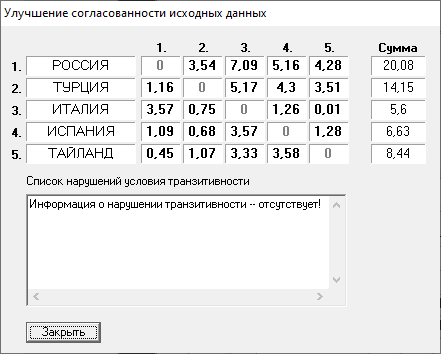 Улучшение согласованности исходных данных
1. 2. 3. 4. 5. Сумма
1. РОССИЯ 0 3,54 7,09 5,16 4,28 20,08
2. ТУРЦИЯ 1,16 0 5,17 4,3 3,51 14,15
3. ИТАЛИЯ 3,57 0,75 0 1,26 0,01 5,6
4. ИСПАНИЯ 1,09 0,68 3,57 0 1,28 6,63
5. ТАЙЛАНД 0,45 1,07 3,33 3,58 0 8,44
Список нарушений условия транзитивности
Информация о нарушении транзитивности -- отсутствует!
Закрыть